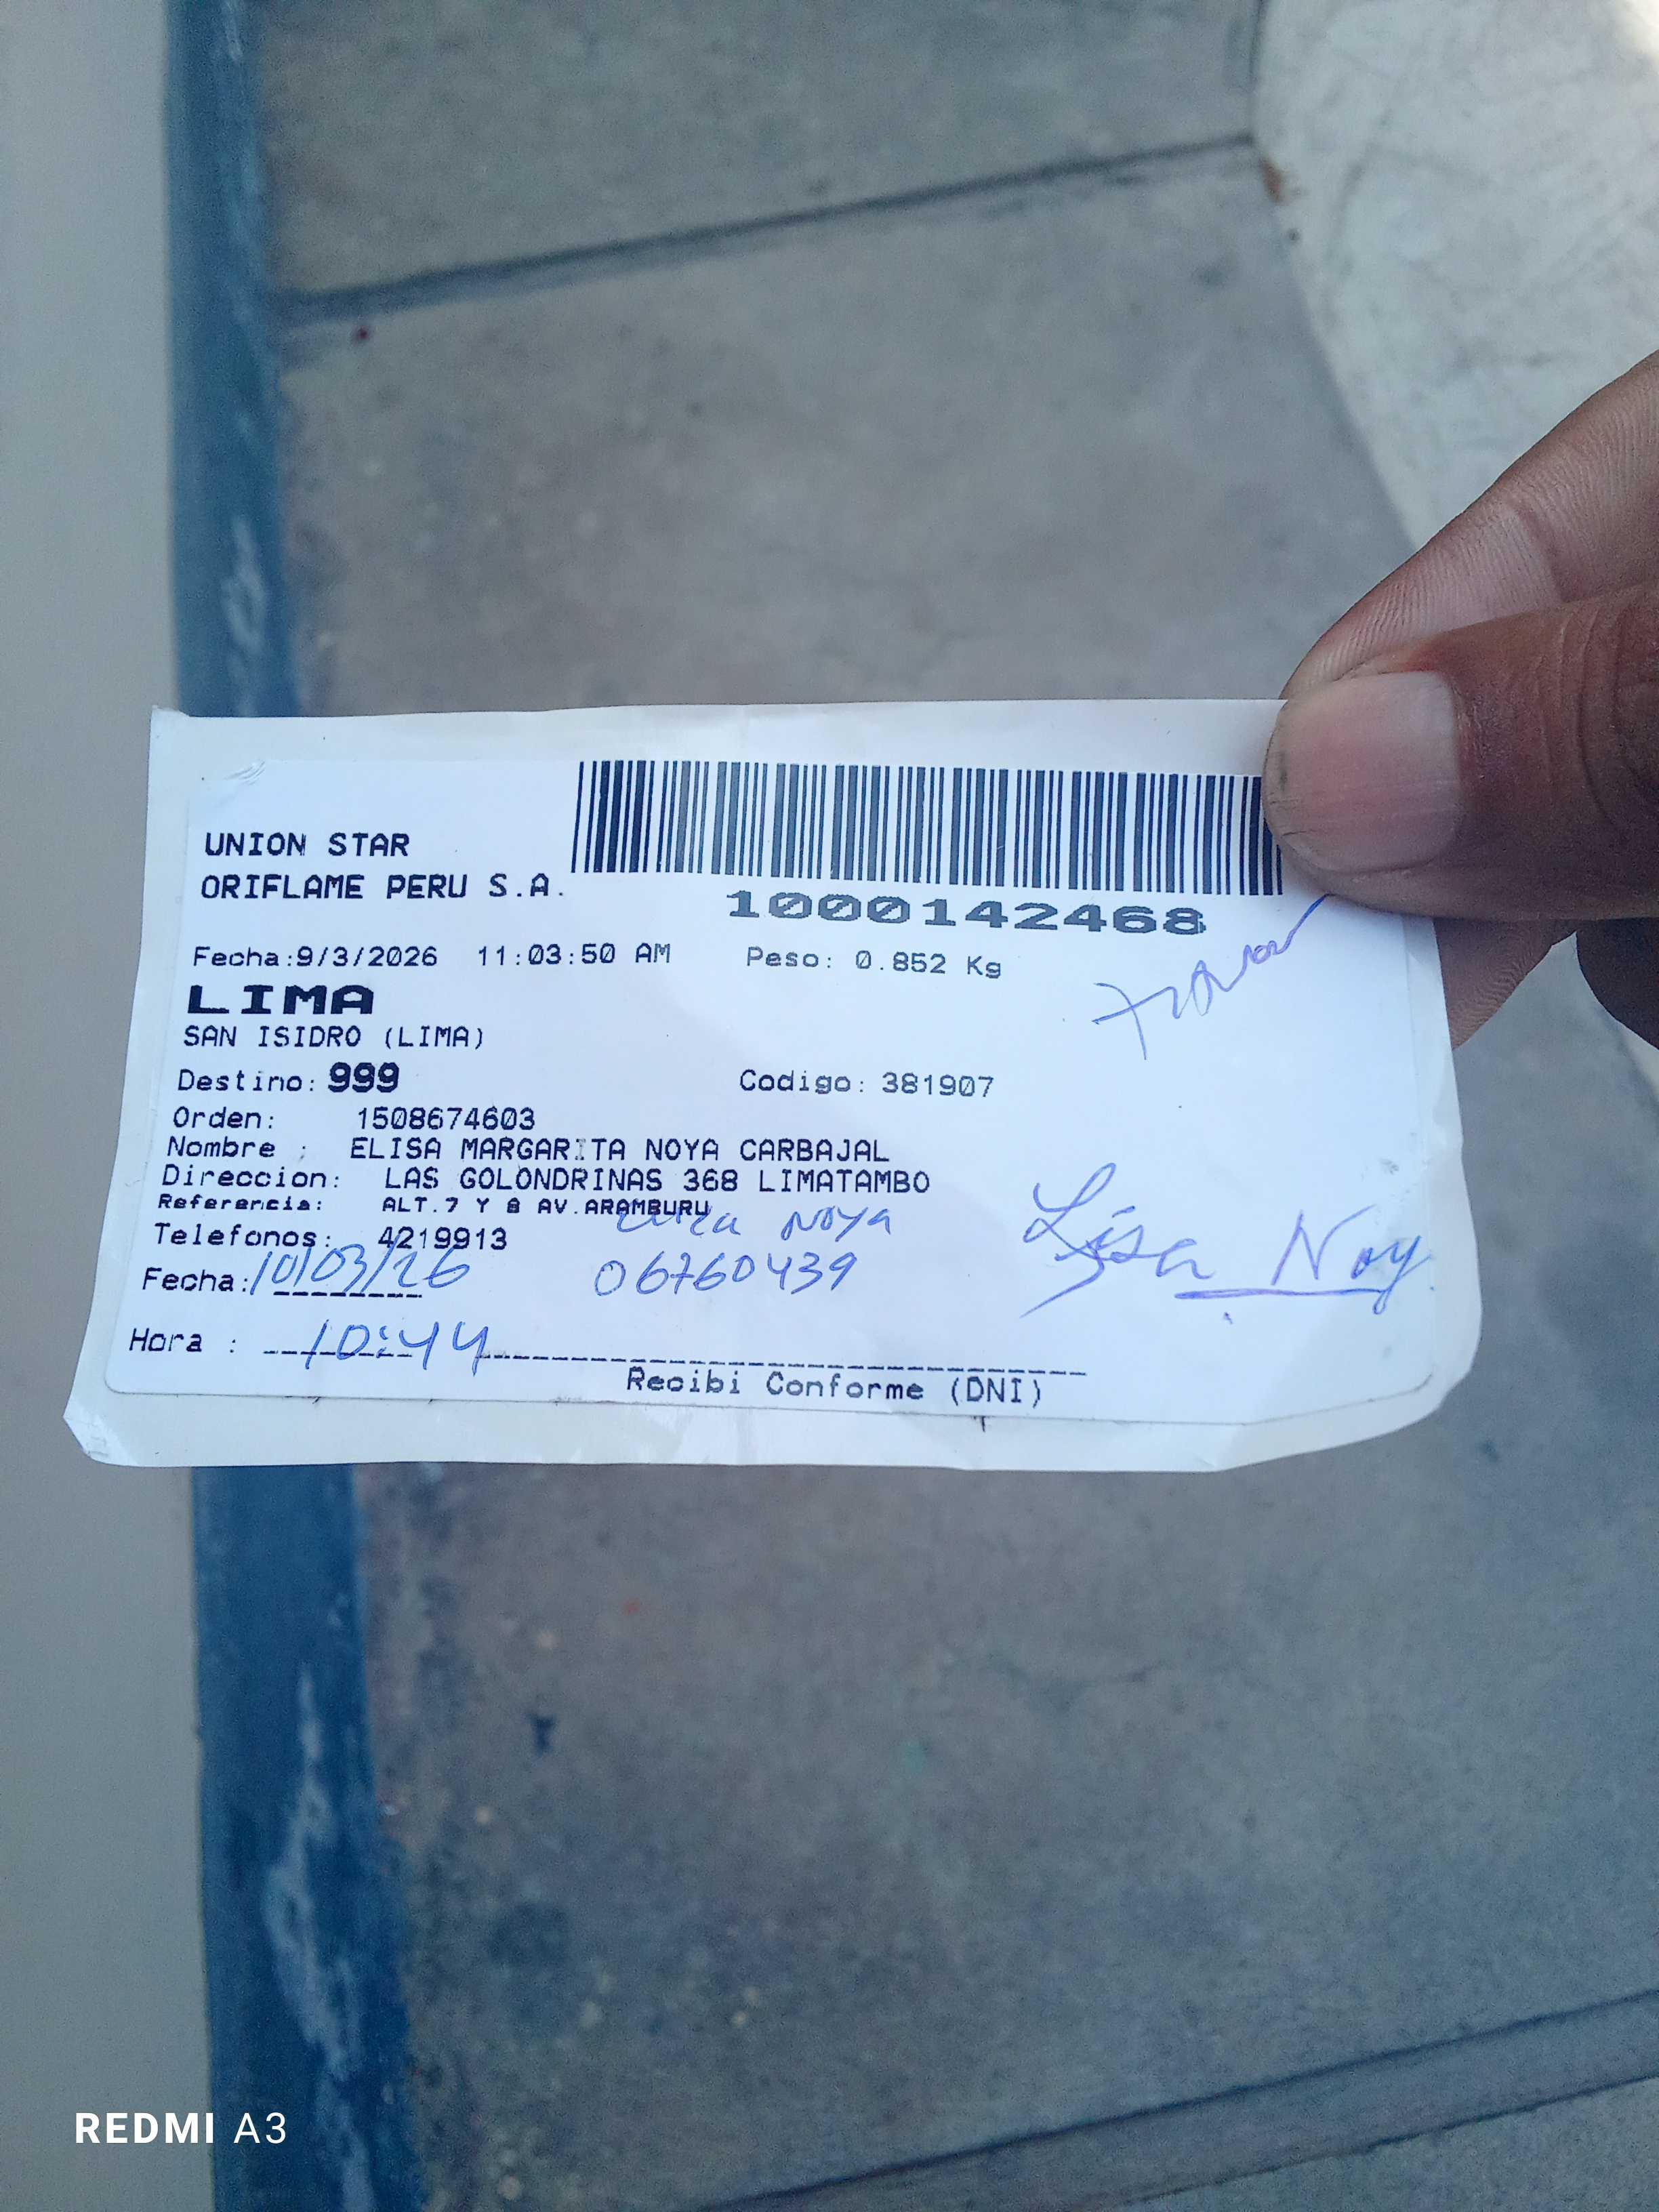 UNION STAR
ORIFLAME PERU S.A.
1000142468
Fecha:9/3/2026 11:03:50 AM Peso: 0.852 Kg
LIMA
SAN ISIDRO (LIMA)
Destino: 999 Codigo: 381907
Orden: 1508674603
Nombre : ELISA MARGARITA NOYA CARBAJAL
Direccion: LAS GOLONDRINAS 368 LIMATAMBO
Referencia: ALT.7 Y 8 AV.ARAMBURU
Noya
Telefonos: 4219913
Lisa Noy
Fecha: 10/03/26 06760439
Hora : 10:44
Recibi Conforme (DNI)
REDMI A3